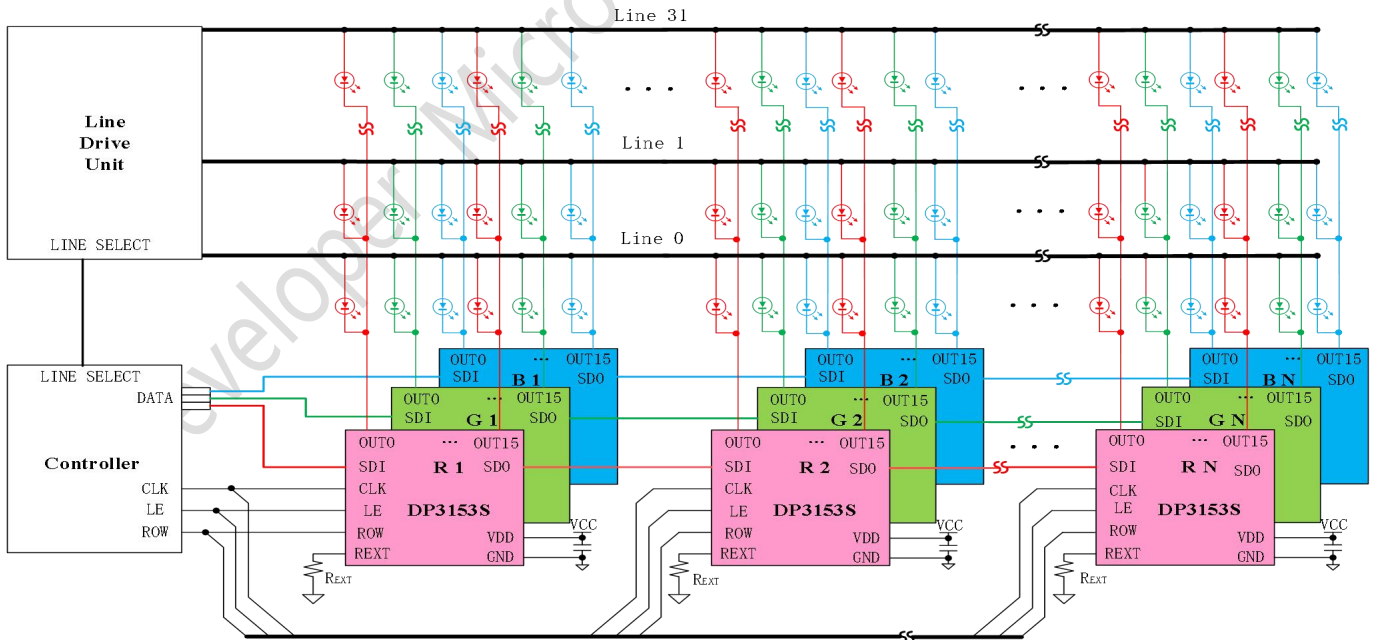 Line 31
Line
Drive
Unit
Line 1
LINE SELECT
Line 0
LINE SELECT
DATA
Controller
CLK
LE
ROW
OUT0 ... OUT15
SDI B 1 SDO
OUT0 ... OUT15
SDI G 1 SDO
OUT0 ... OUT15
SDI R 1 SDO
CLK
LE DP3153S
ROW VDD VCC
REXT GND
REXT
OUT0 ... OUT15
SDI B 2 SDO
OUT0 ... OUT15
SDI G 2 SDO
OUT0 ... OUT15
SDI R 2 SDO
CLK
LE DP3153S
ROW VDD VCC
REXT GND
REXT
OUT0 ... OUT15
SDI B N SDO
OUT0 ... OUT15
SDI G N SDO
OUT0 ... OUT15
SDI R N SDO
CLK
LE DP3153S
ROW VDD VCC
REXT GND
REXT